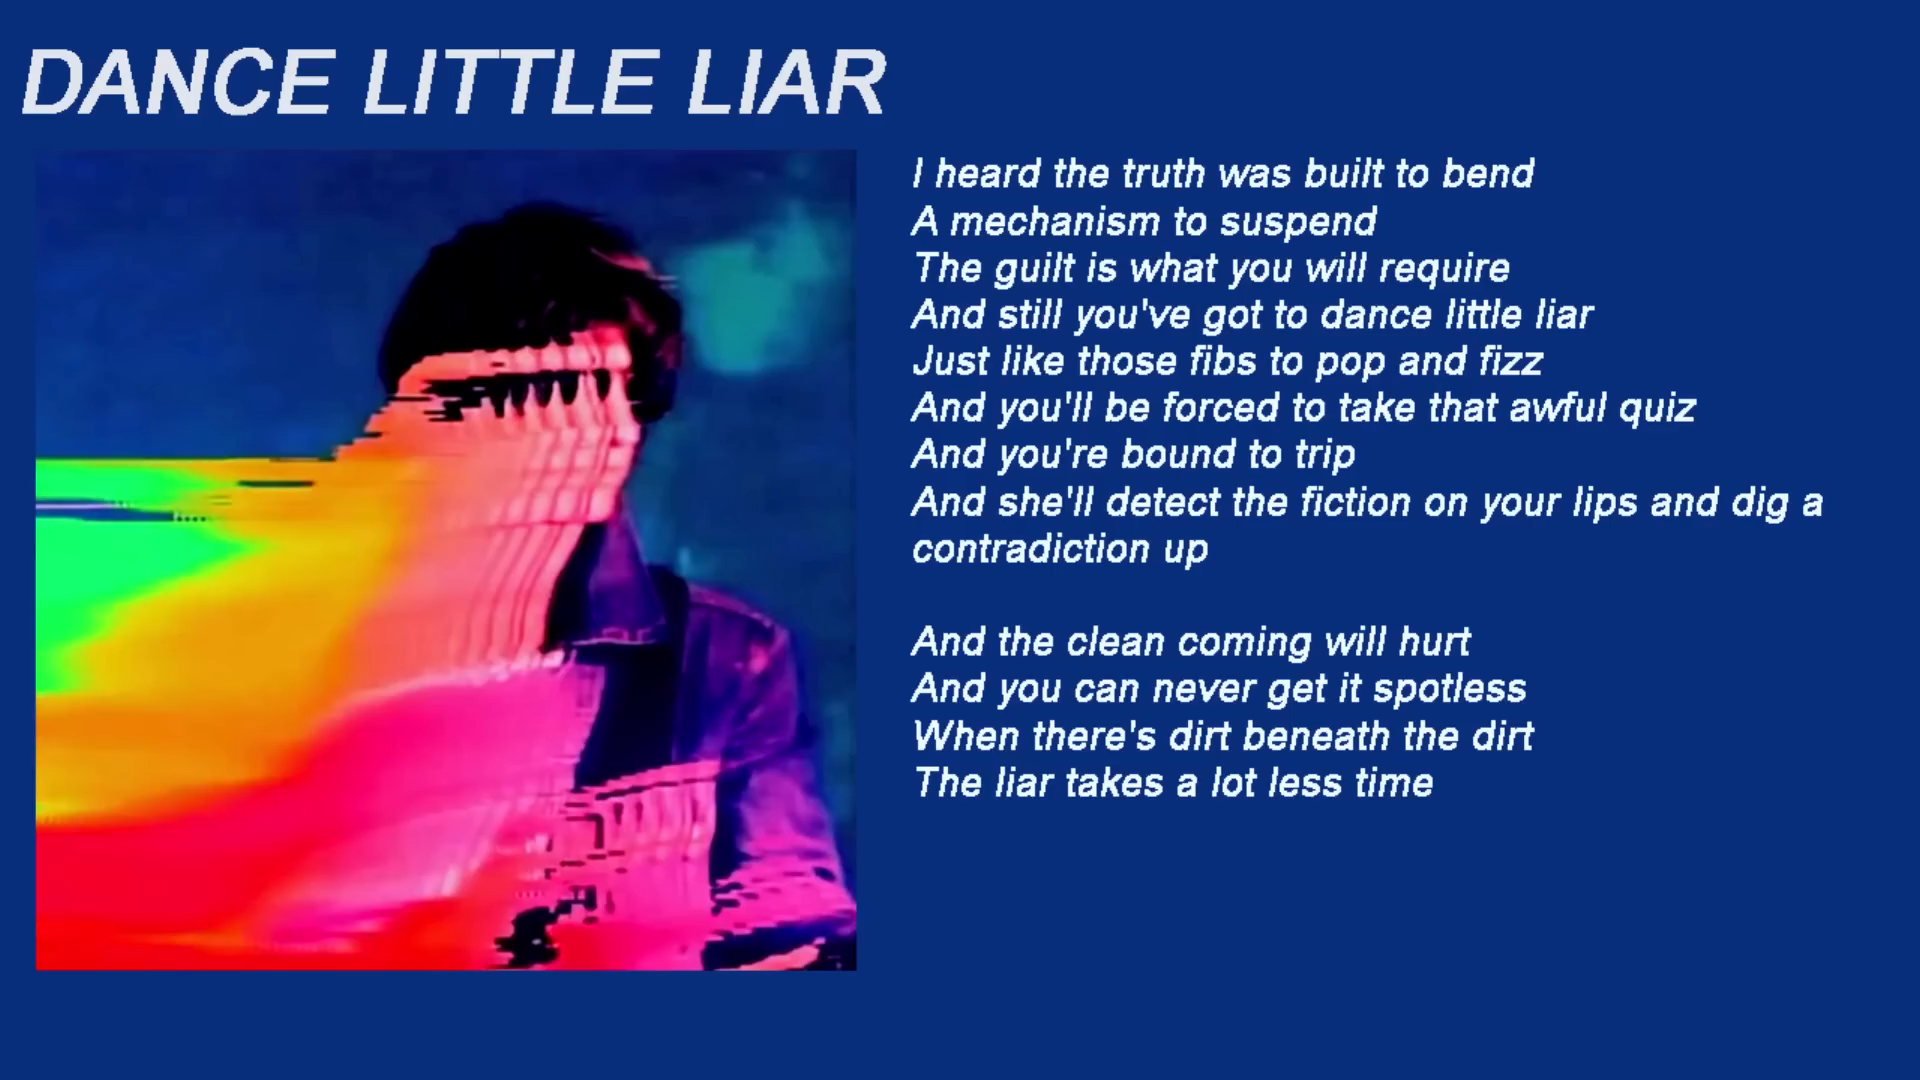 DANCE LITTLE LIAR
I heard the truth was built to bend
A mechanism to suspend
The guilt is what you will require
And still you've got to dance little liar
Just like those fibs to pop and fizz
And you'll be forced to take that awful quiz
And you're bound to trip
And she'll detect the fiction on your lips and dig a
contradiction up
And the clean coming will hurt
And you can never get it spotless
When there's dirt beneath the dirt
The liar takes a lot less time